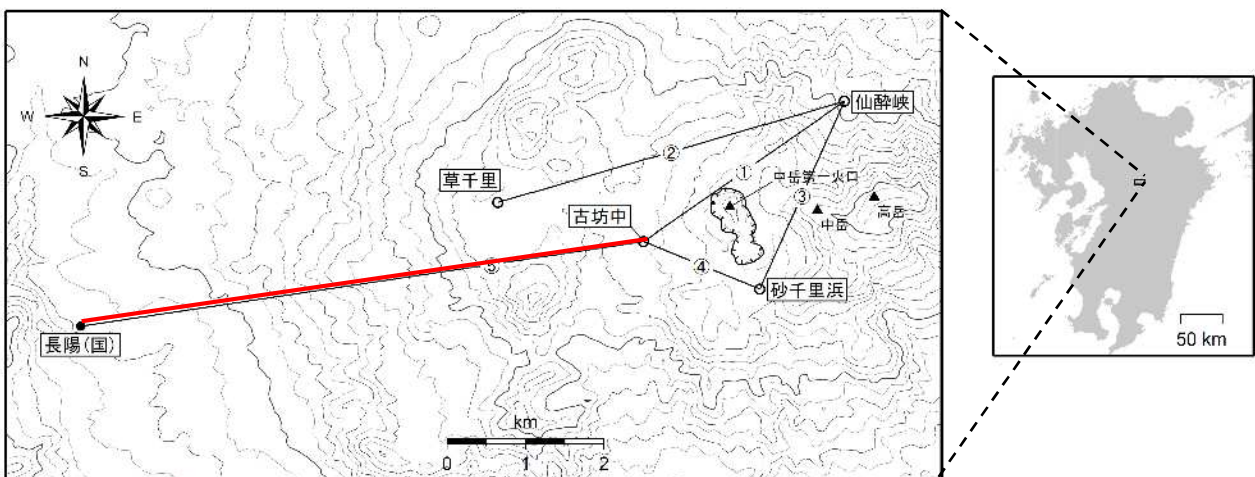 N
W
E
S
仙酔峡
②
草千里
①
中岳第一火口
③
高岳
中岳
古坊中
④
⑤
砂千里浜
長陽(国)
km
0
1
2
50 km